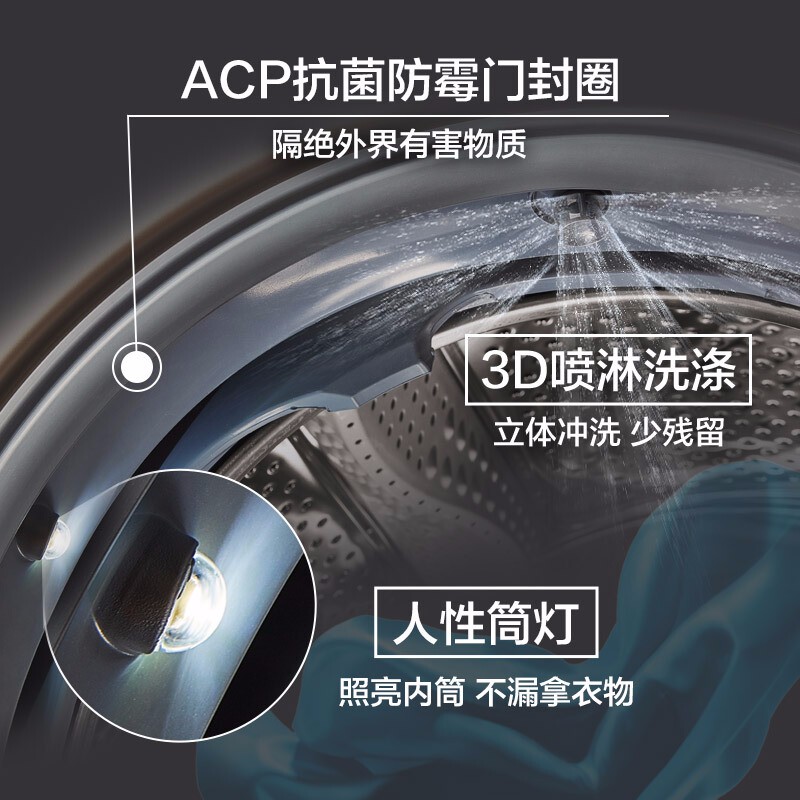 ACP抗菌防霉门封圈
隔绝外界有害物质
3D喷淋洗涤
立体冲洗 少残留
人性筒灯
照亮内筒 不漏拿衣物